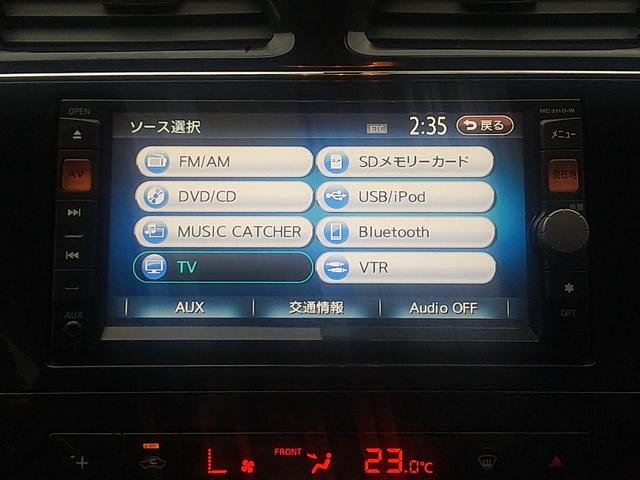 OPEN
MC311D-W
ソース選択
ETC
2:35
戻る
メニュー
FM/AM
SDメモリーカード
AV
現在地
DVD/CD
USB/iPod
MUSIC CATCHER
Bluetooth
TV
VTR
AUX
交通情報
Audio OFF
AUX
OPT
FRONT
23.0℃